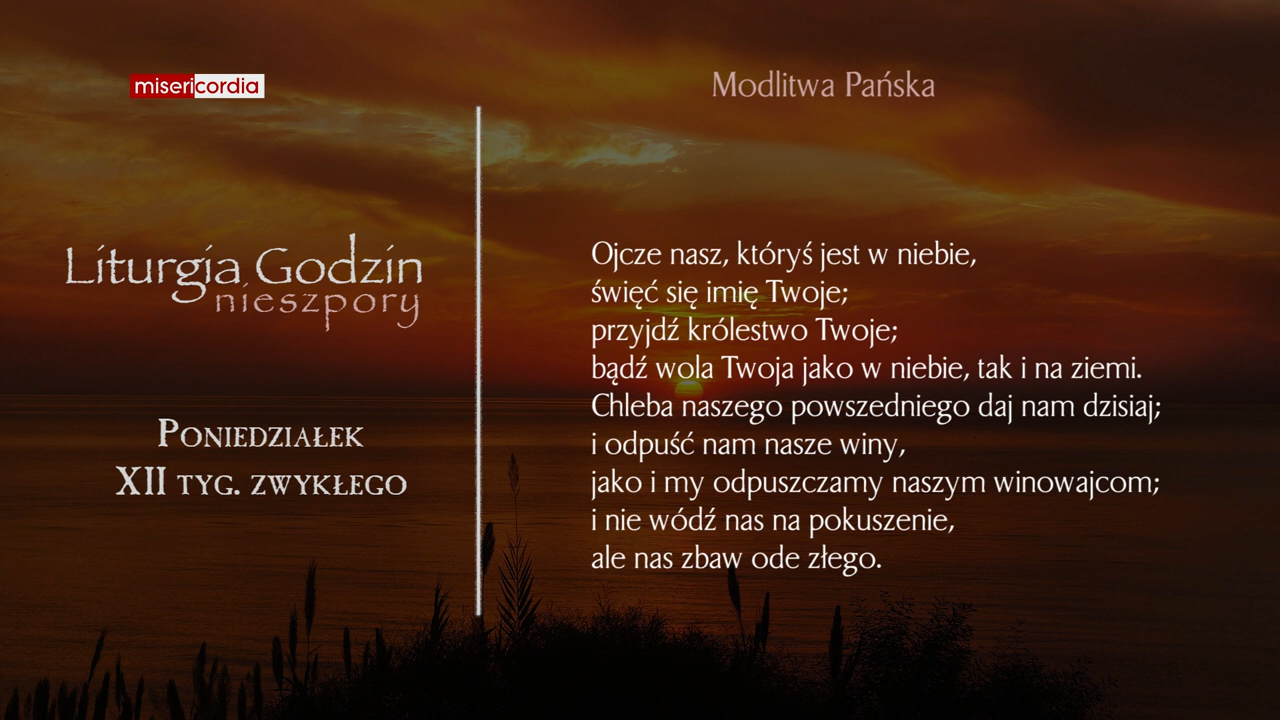 misericordia
Liturgia Godzin
nieszpory
Poniedziałek
XII tyg. zwykłego
Modlitwa Pańska
Ojcze nasz, któryś jest w niebie,
święć się imię Twoje;
przyjdź królestwo Twoje;
bądź wola Twoja jako w niebie, tak i na ziemi.
Chleba naszego powszedniego daj nam dzisiaj;
i odpuść nam nasze winy,
jako i my odpuszczamy naszym winowajcom;
i nie wódź nas na pokuszenie,
ale nas zbaw ode złego.